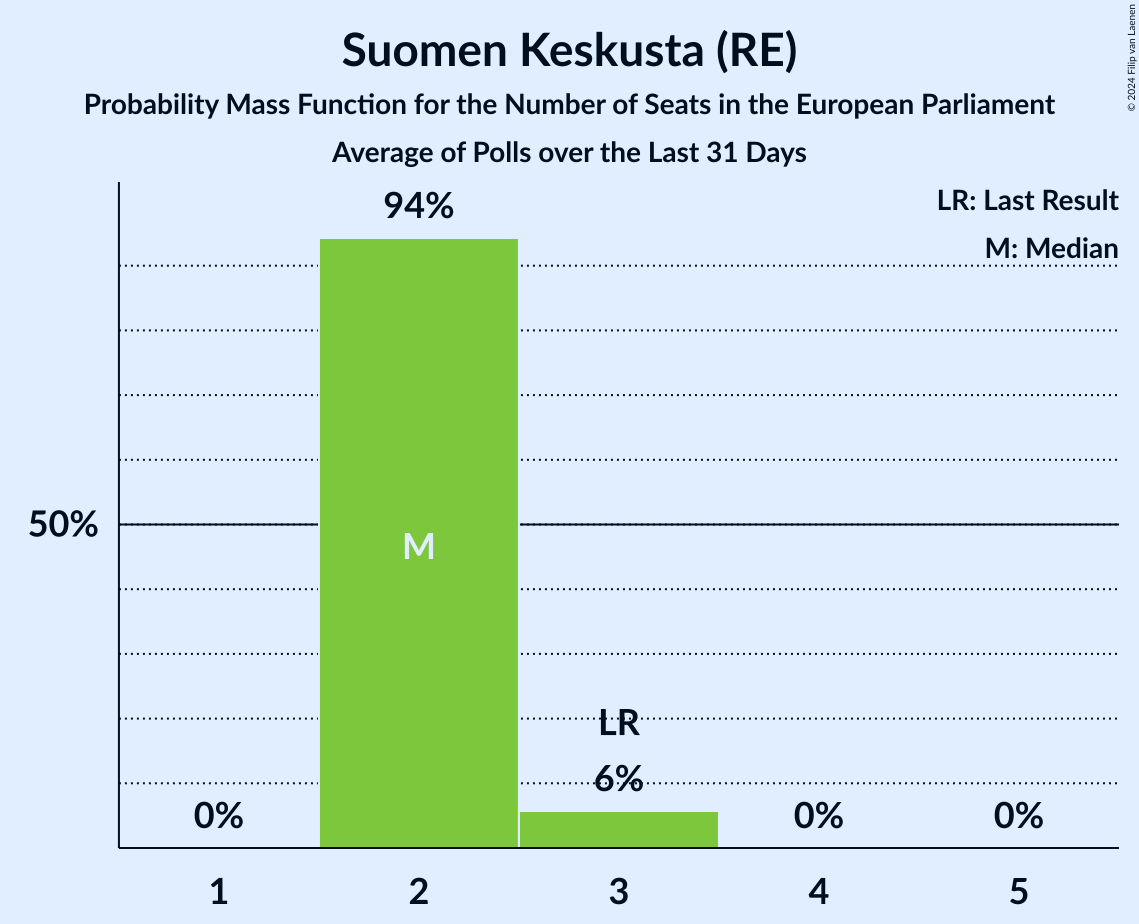 Suomen Keskusta (RE)
Probability Mass Function for the Number of Seats in the European Parliament
Average of Polls over the Last 31 Days
© 2024 Filip van Laenen
LR: Last Result
M: Median
94%
50%
M
LR
6%
0%
0%
0%
1
2
3
4
5